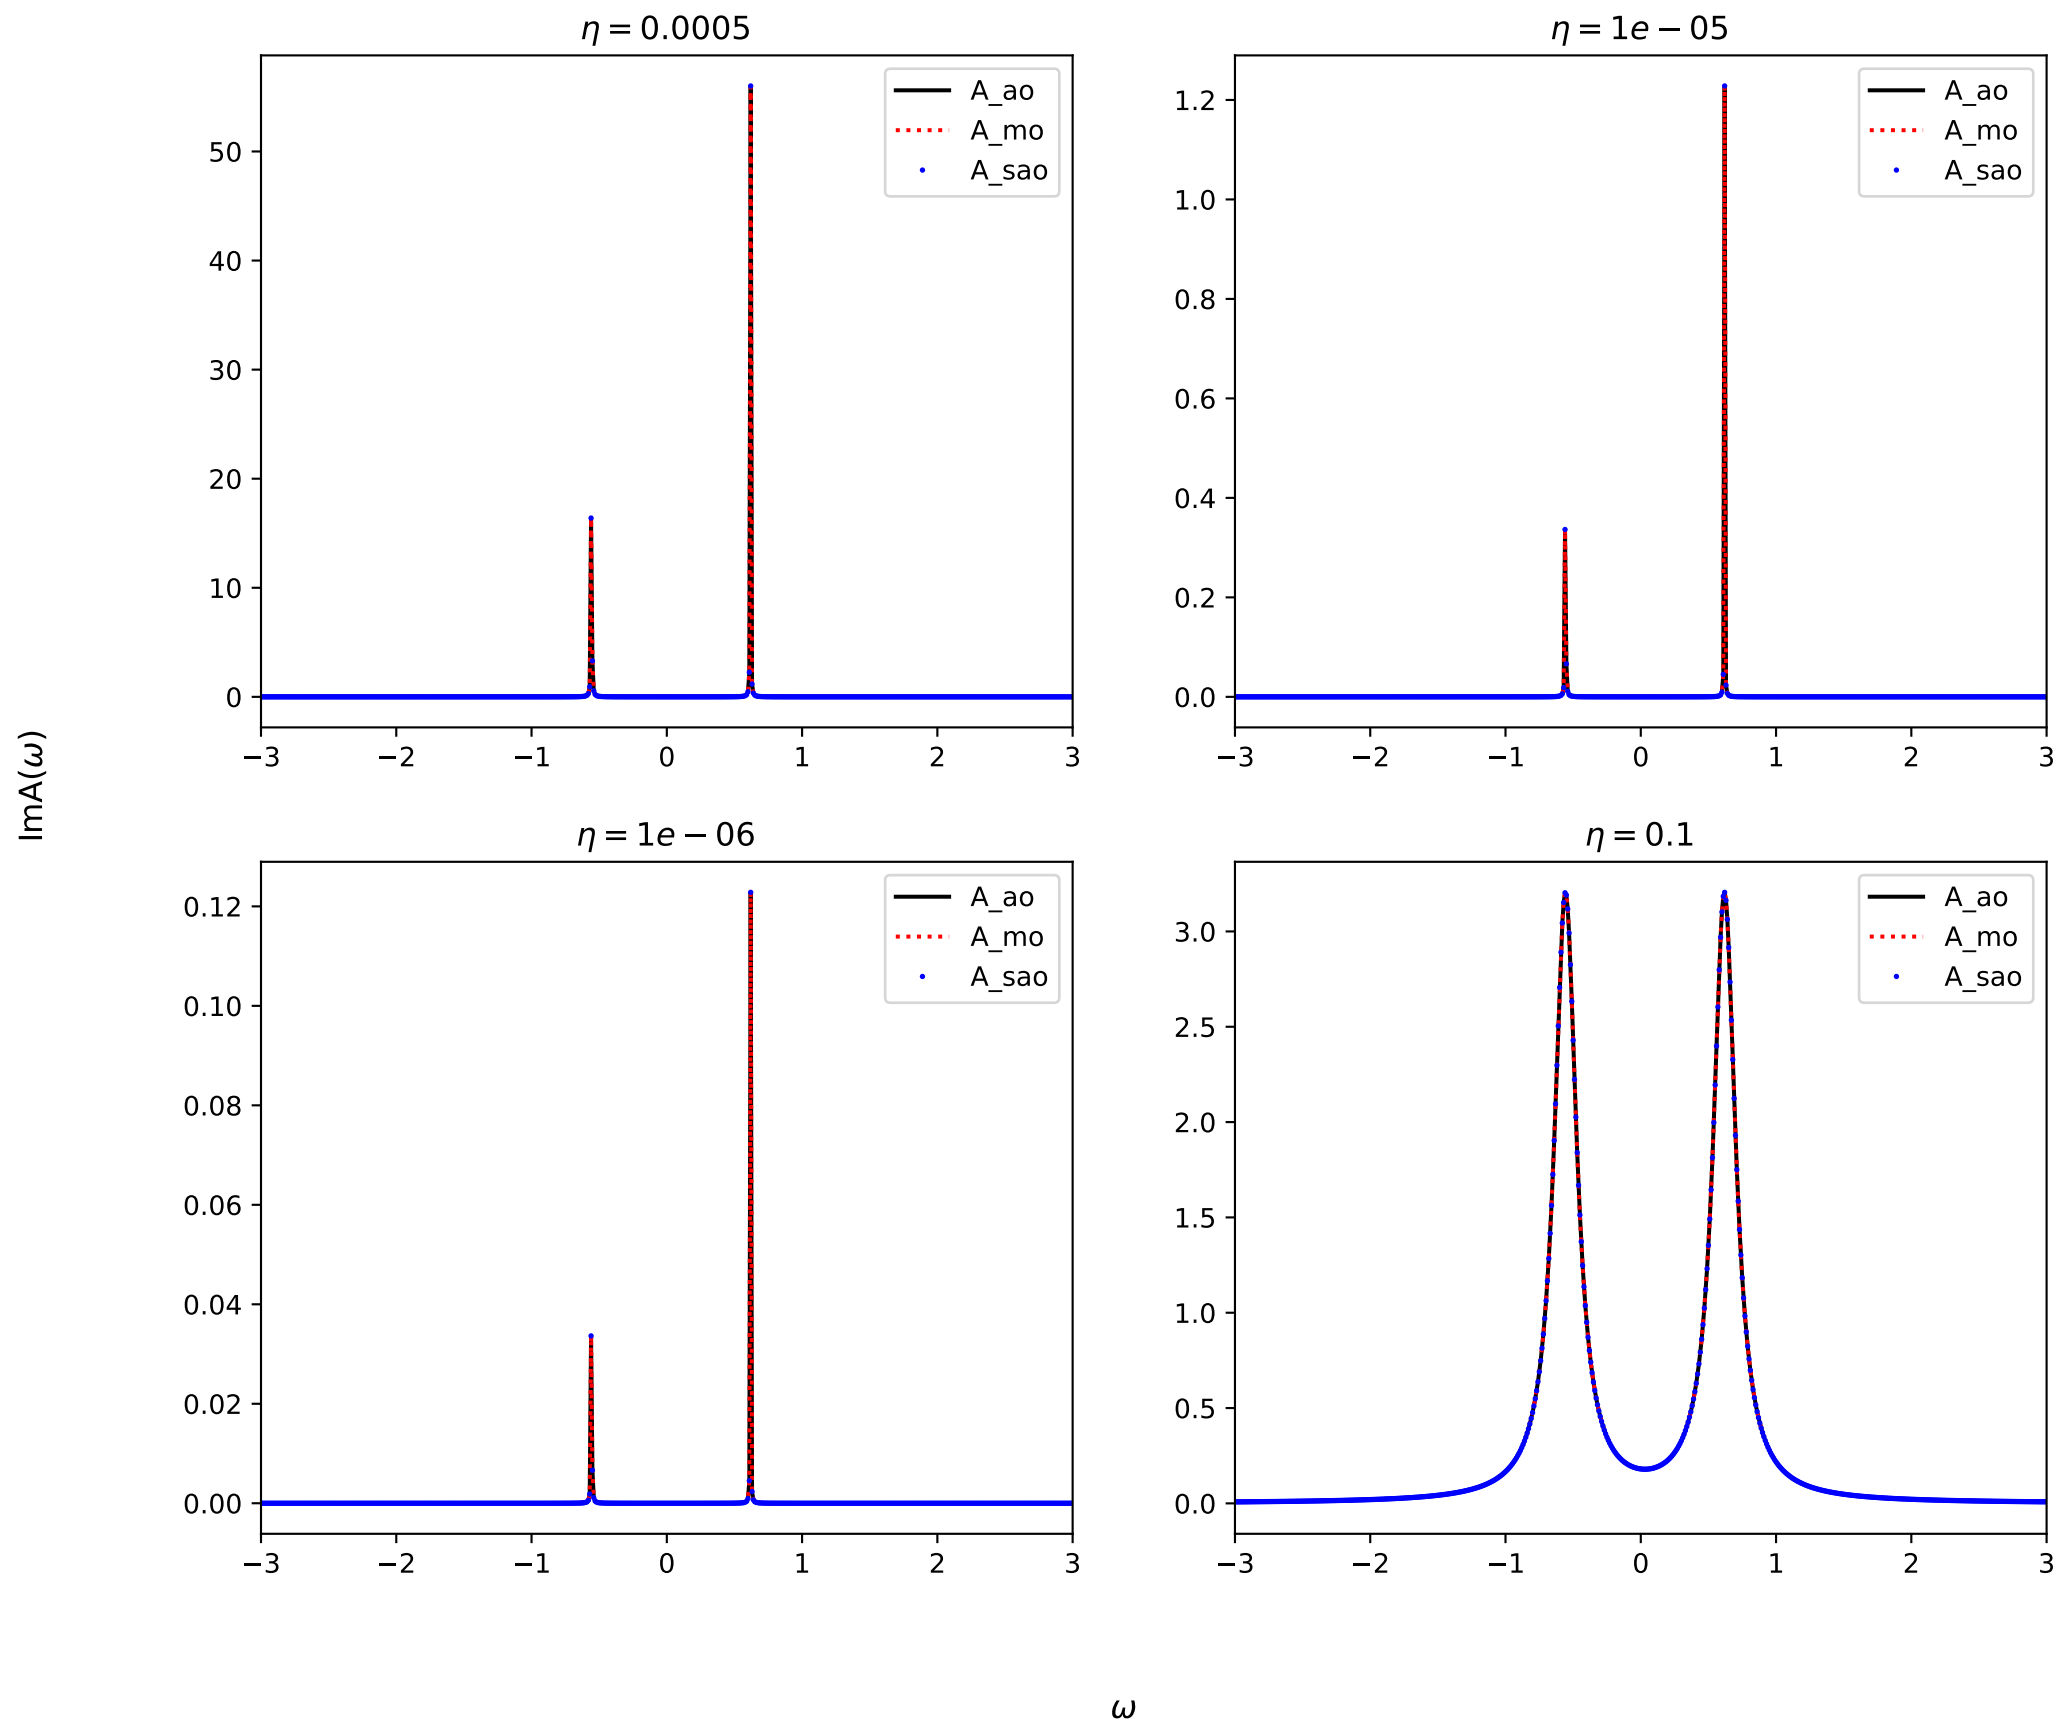 η = 0.0005
50
40
30
20
10
0
−3 −2 −1 0 1 2 3
A_ao
A_mo
A_sao
η = 1e − 05
1.2
1.0
0.8
0.6
0.4
0.2
0.0
−3 −2 −1 0 1 2 3
A_ao
A_mo
A_sao
ImA(ω)
η = 1e − 06
0.12
0.10
0.08
0.06
0.04
0.02
0.00
−3 −2 −1 0 1 2 3
A_ao
A_mo
A_sao
η = 0.1
3.0
2.5
2.0
1.5
1.0
0.5
0.0
−3 −2 −1 0 1 2 3
A_ao
A_mo
A_sao
ω